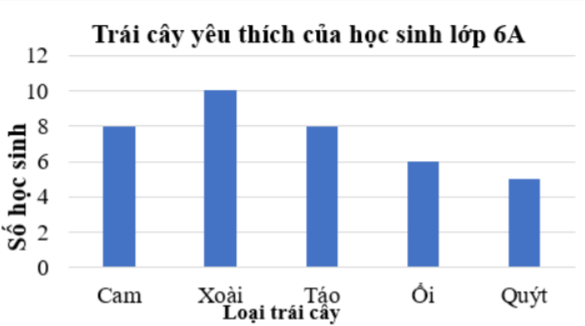 Trái cây yêu thích của học sinh lớp 6A
12
10
8
6
4
2
0
Số học sinh
Cam Xoài Táo Ổi Quýt
Loại trái cây